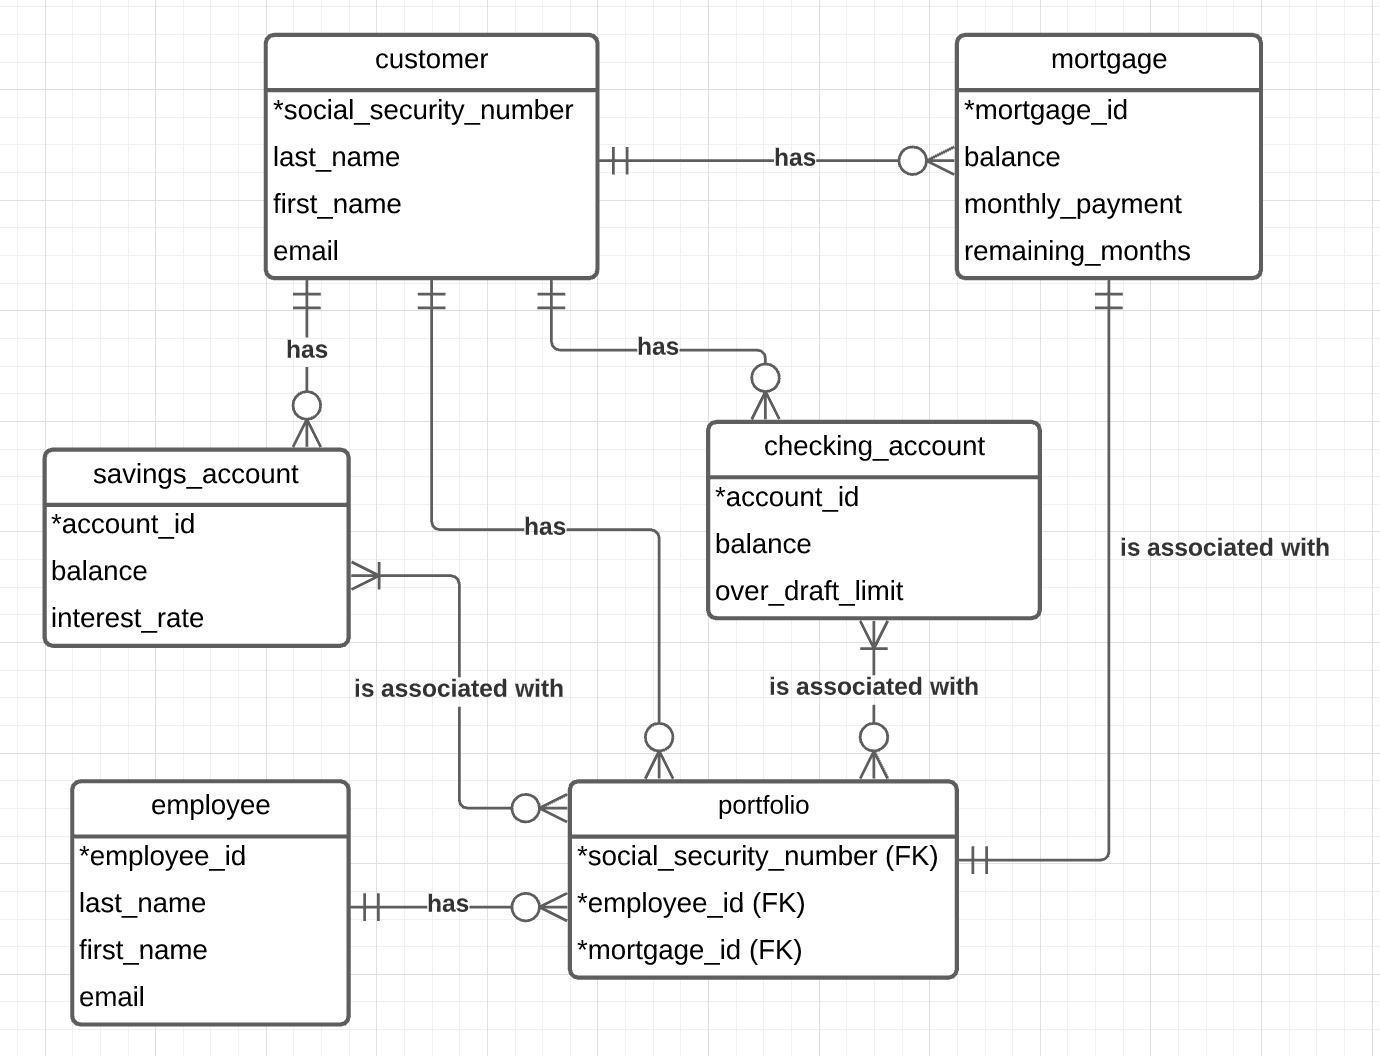 customer
*social_security_number
last_name
first_name
email
has
mortgage
*mortgage_id
balance
monthly_payment
remaining_months
has
has
savings_account
*account_id
balance
interest_rate
has
checking_account
*account_id
balance
over_draft_limit
is associated with
is associated with
is associated with
employee
*employee_id
last_name
first_name
email
has
portfolio
*social_security_number (FK)
*employee_id (FK)
*mortgage_id (FK)